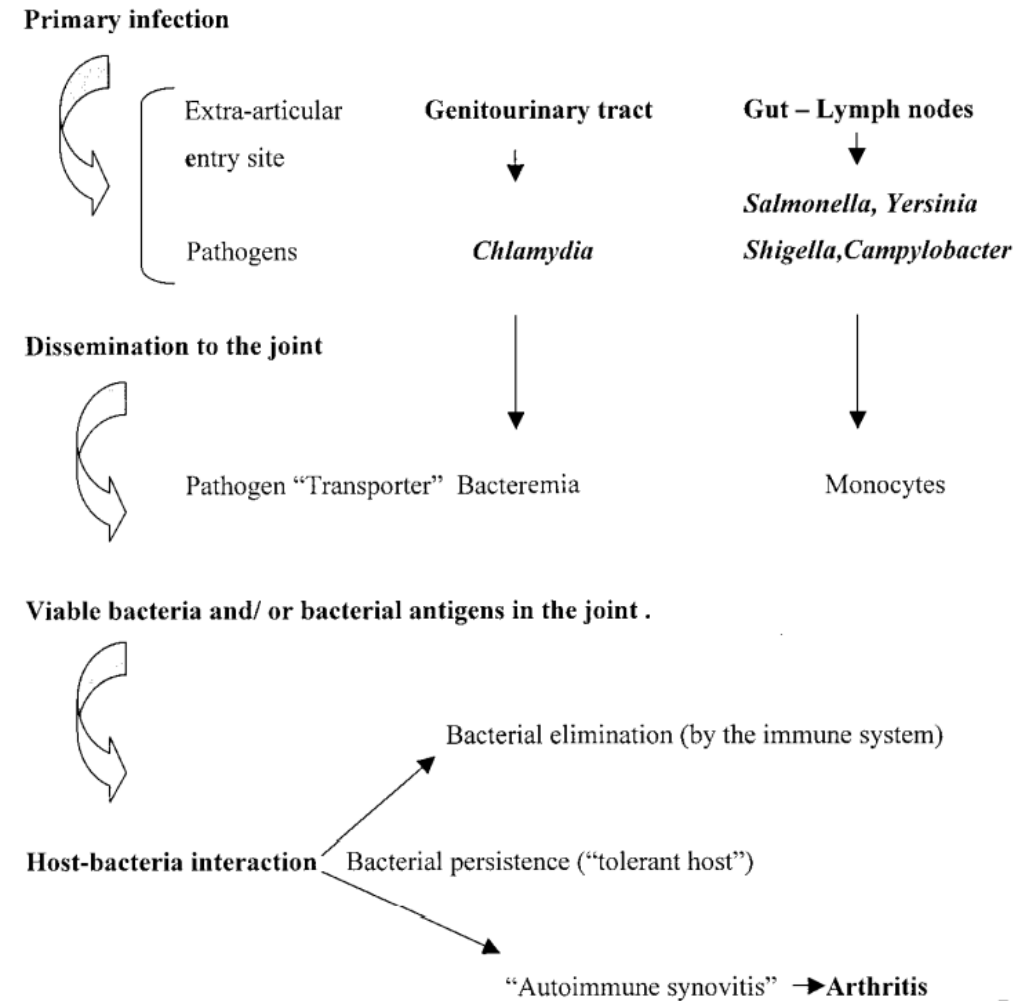 Primary infection
Extra-articular Genitourinary tract Gut – Lymph nodes
entry site
Salmonella, Yersinia
Pathogens Chlamydia Shigella,Campylobacter
Dissemination to the joint
Pathogen “Transporter” Bacteremia Monocytes
Viable bacteria and/ or bacterial antigens in the joint .
Bacterial elimination (by the immune system)
Host-bacteria interaction Bacterial persistence (“tolerant host”)
“Autoimmune synovitis” Arthritis